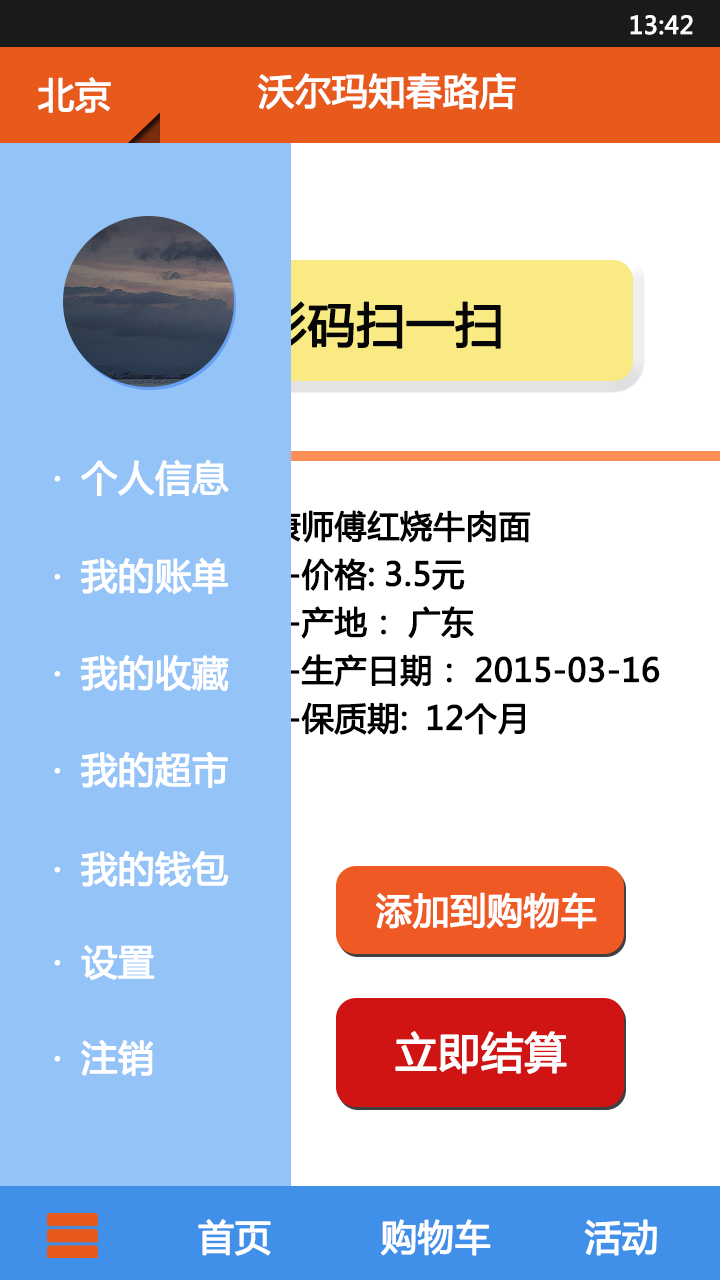 13:42
北京
沃尔玛知春路店
码扫一扫
· 个人信息
· 我的账单
· 我的收藏
· 我的超市
· 我的钱包
· 设置
· 注销
师傅红烧牛肉面
-价格: 3.5元
-产地 : 广东
-生产日期 : 2015-03-16
-保质期: 12个月
添加到购物车
立即结算
首页
购物车
活动